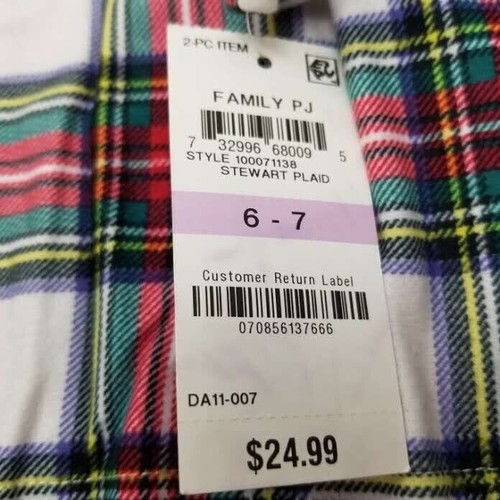 2-PC ITEM
FAMILY PJ
7 32996 68009 5
STYLE 100071138
STEWART PLAID
6 - 7
Customer Return Label
070856137666
DA11-007
$24.99